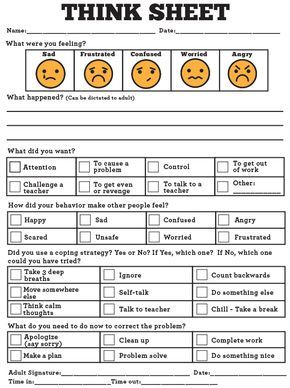 THINK SHEET
Name:____________________ Date:____________________
What were you feeling?
Sad Frustrated Confused Worried Angry
What happened? (Can be dictated to adult)
What did you want?
Attention To cause a problem Control To get out of work
Challenge a teacher To get even or revenge To talk to a teacher Other: __________
How did your behavior make other people feel?
Happy Sad Confused Angry
Scared Unsafe Worried Frustrated
Did you use a coping strategy? Yes or No? If Yes, which one? If No, which one
could you have tried?
Take 3 deep breaths Ignore Count backwards
Move somewhere else Self-talk Do something else
Think calm thoughts Talk to teacher Chill - Take a break
What do you need to do now to correct the problem?
Apologize (say sorry) Clean up Complete work
Make a plan Problem solve Do something nice
Adult Signature:____________________ Date:____________________
Time in:____________________Time out:____________________